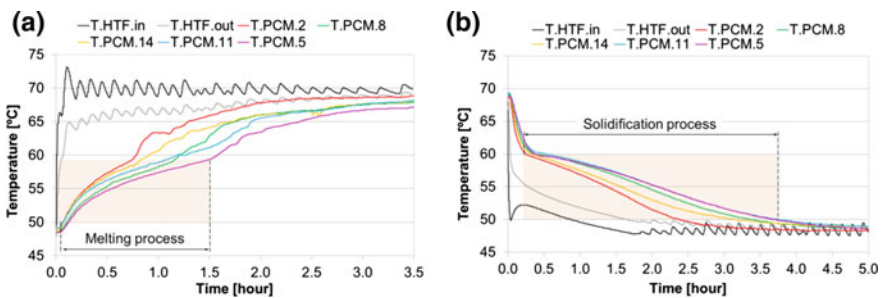 (a)
T.HTF.in T.HTF.out T.PCM.2 T.PCM.8
T.PCM.14 T.PCM.11 T.PCM.5
75
70
65
60
55
50
45
Temperature [ºC]
Melting process
0.0 0.5 1.0 1.5 2.0 2.5 3.0 3.5
Time [hour]
(b)
T.HTF.in T.HTF.out T.PCM.2 T.PCM.8
T.PCM.14 T.PCM.11 T.PCM.5
75
70
65
60
55
50
45
Temperature [ºC]
Solidification process
0.0 0.5 1.0 1.5 2.0 2.5 3.0 3.5 4.0 4.5 5.0
Time [hour]